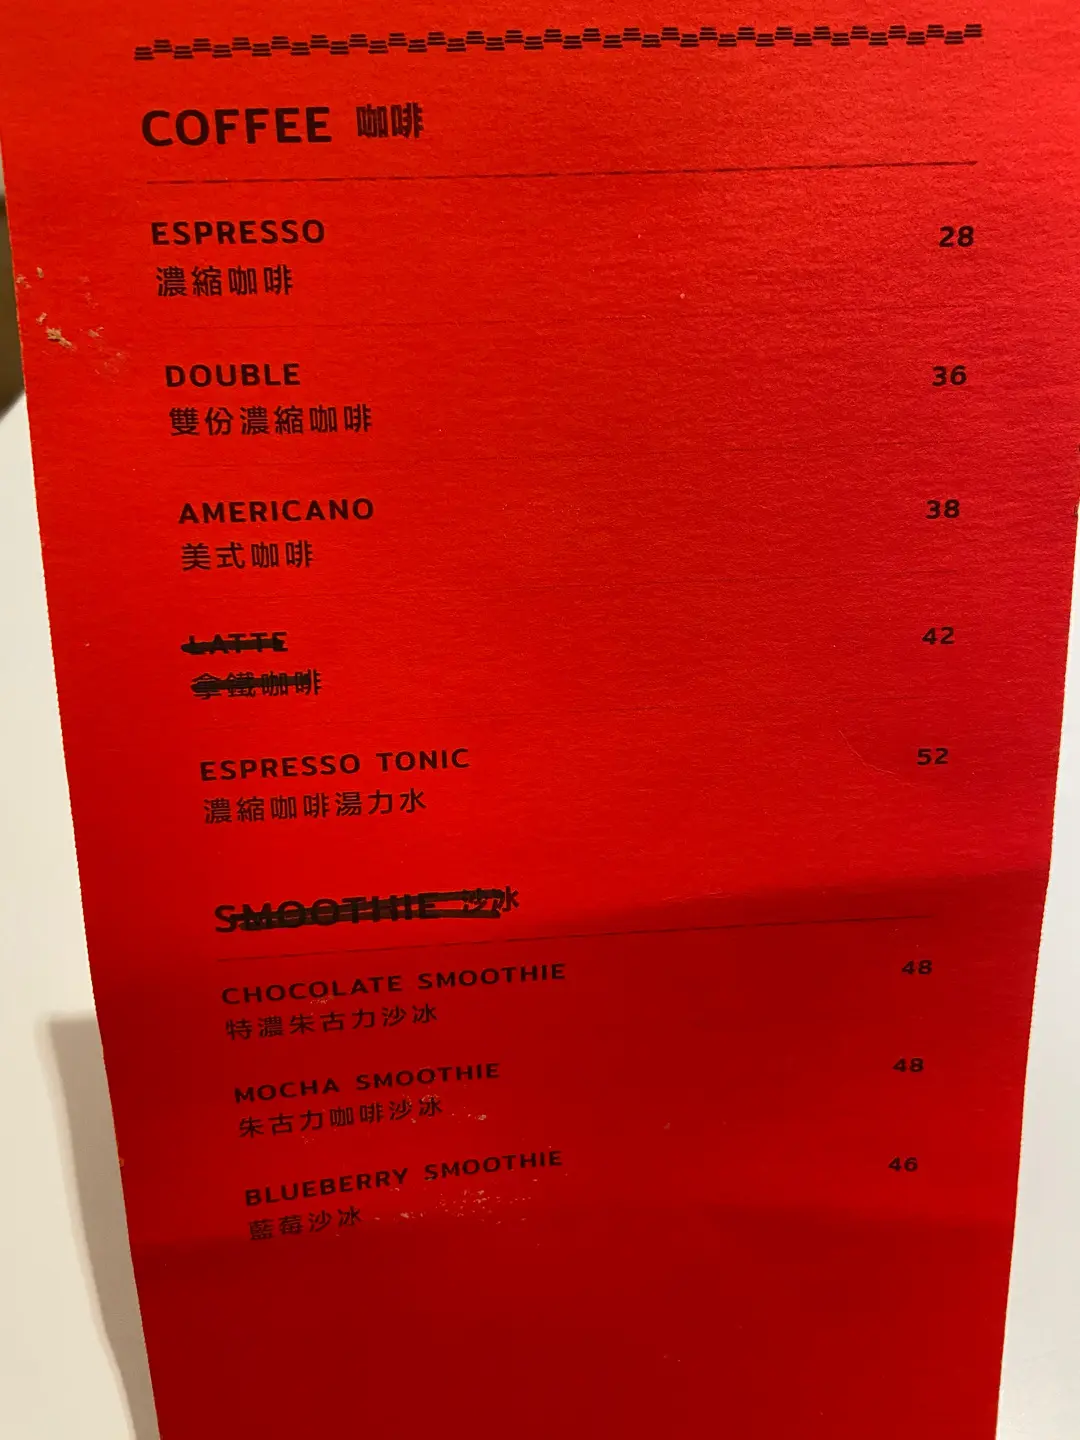 COFFEE 咖啡
ESPRESSO 28
濃縮咖啡
DOUBLE 36
雙份濃縮咖啡
AMERICANO 38
美式咖啡
LATTE 42
拿鐵咖啡
ESPRESSO TONIC 52
濃縮咖啡湯力水
SMOOTHIE 沙冰
CHOCOLATE SMOOTHIE 48
特濃朱古力沙冰
MOCHA SMOOTHIE 48
朱古力咖啡沙冰
BLUEBERRY SMOOTHIE 46
藍莓沙冰